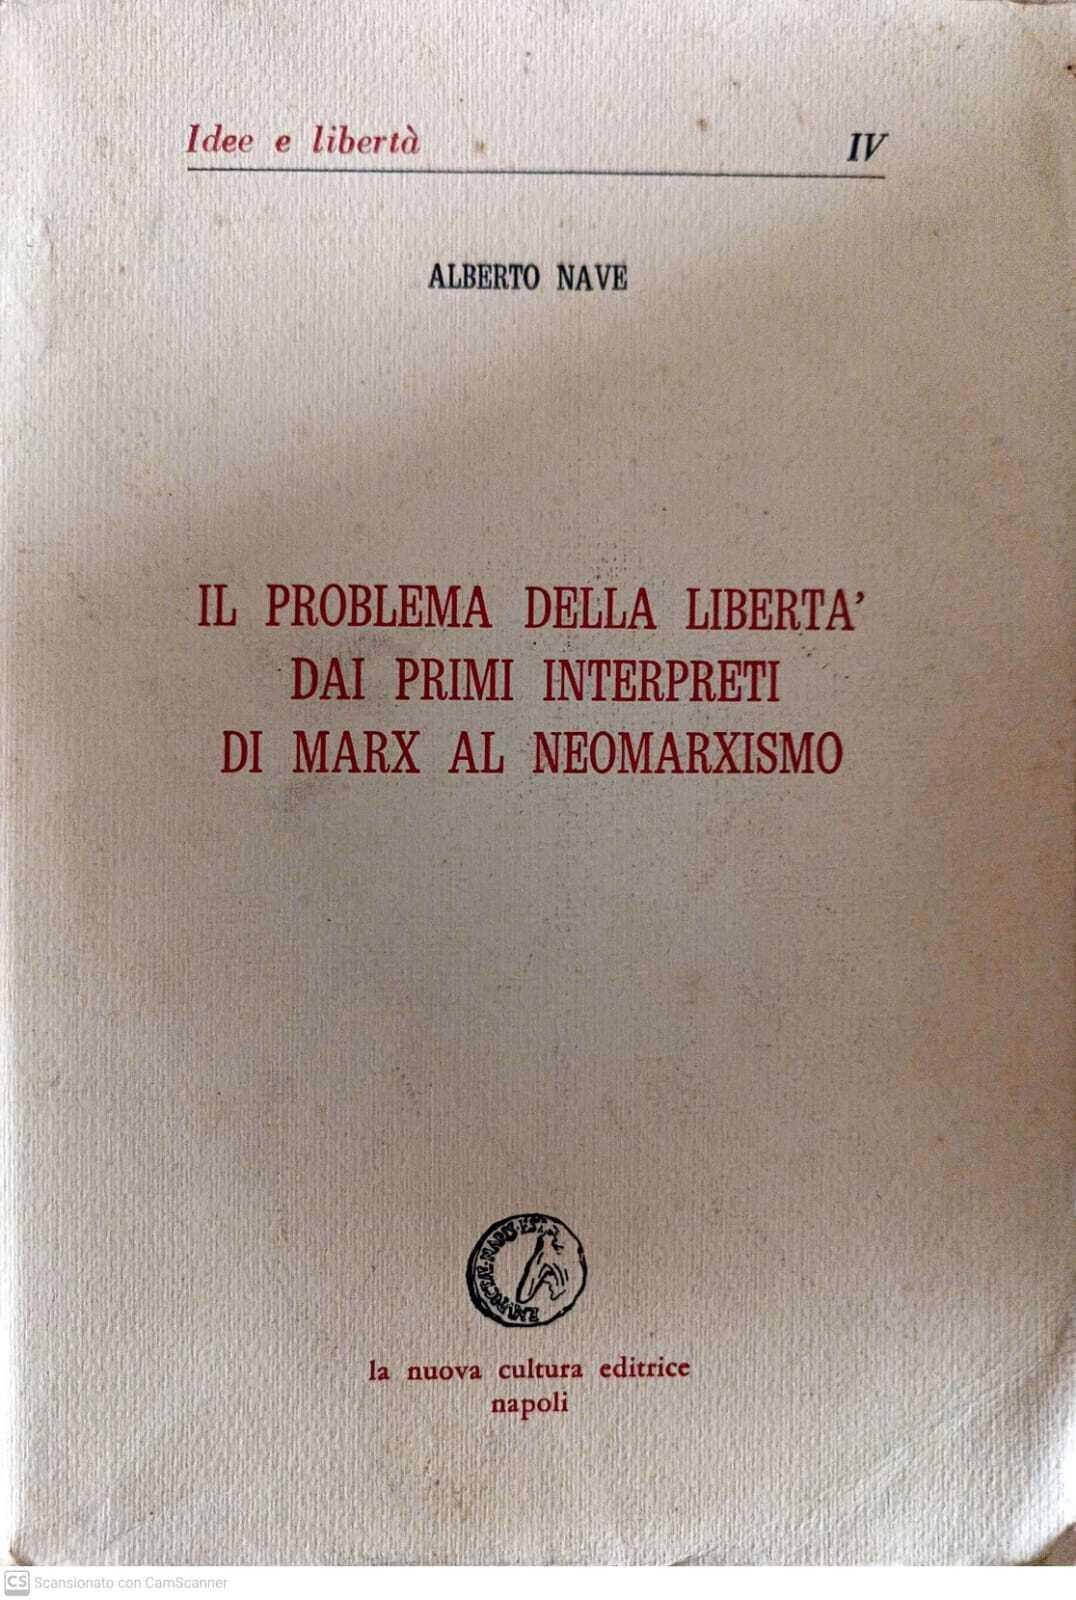 Idee e libertà IV
ALBERTO NAVE
IL PROBLEMA DELLA LIBERTA'
DAI PRIMI INTERPRETI
DI MARX AL NEOMARXISMO
la nuova cultura editrice
napoli
CS Scansionato con CamScanner